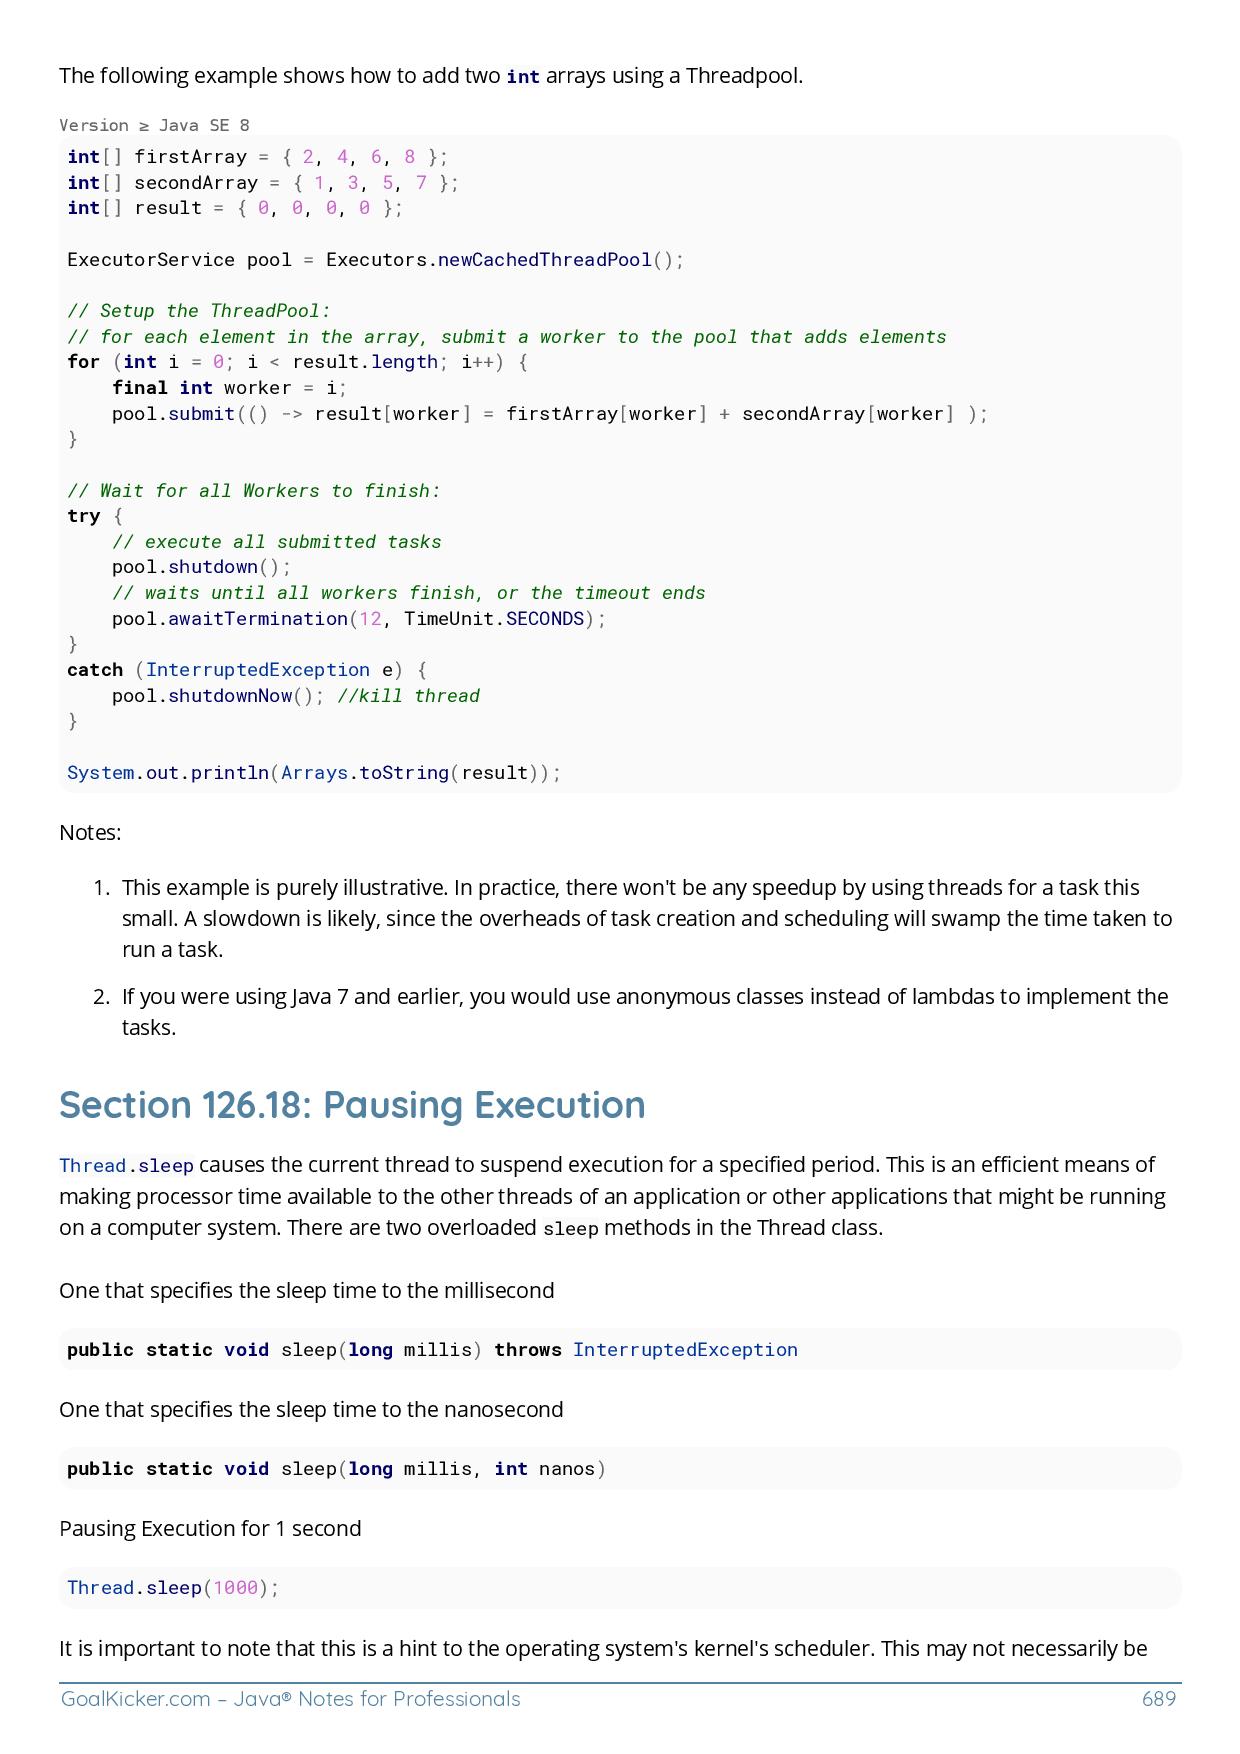 The following example shows how to add two int arrays using a Threadpool.
Version ≥ Java SE 8
int[] firstArray = { 2, 4, 6, 8 };
int[] secondArray = { 1, 3, 5, 7 };
int[] result = { 0, 0, 0, 0 };
ExecutorService pool = Executors.newCachedThreadPool();
// Setup the ThreadPool:
// for each element in the array, submit a worker to the pool that adds elements
for (int i = 0; i < result.length; i++) {
    final int worker = i;
    pool.submit(() -> result[worker] = firstArray[worker] + secondArray[worker] );
}
// Wait for all Workers to finish:
try {
    // execute all submitted tasks
    pool.shutdown();
    // waits until all workers finish, or the timeout ends
    pool.awaitTermination(12, TimeUnit.SECONDS);
}
catch (InterruptedException e) {
    pool.shutdownNow(); //kill thread
}
System.out.println(Arrays.toString(result));
Notes:
1. This example is purely illustrative. In practice, there won't be any speedup by using threads for a task this
small. A slowdown is likely, since the overheads of task creation and scheduling will swamp the time taken to
run a task.
2. If you were using Java 7 and earlier, you would use anonymous classes instead of lambdas to implement the
tasks.
Section 126.18: Pausing Execution
Thread.sleep causes the current thread to suspend execution for a specified period. This is an efficient means of
making processor time available to the other threads of an application or other applications that might be running
on a computer system. There are two overloaded sleep methods in the Thread class.
One that specifies the sleep time to the millisecond
public static void sleep(long millis) throws InterruptedException
One that specifies the sleep time to the nanosecond
public static void sleep(long millis, int nanos)
Pausing Execution for 1 second
Thread.sleep(1000);
It is important to note that this is a hint to the operating system's kernel's scheduler. This may not necessarily be
GoalKicker.com – Java® Notes for Professionals 689